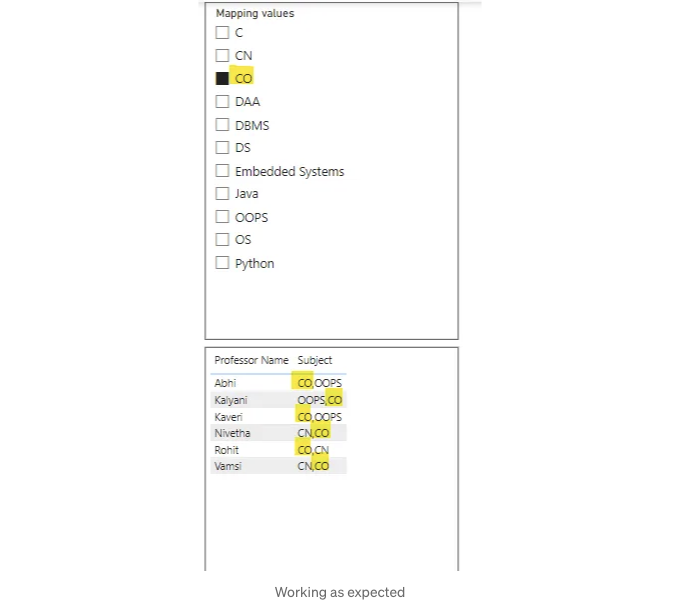 Mapping values
C
CN
CO
DAA
DBMS
DS
Embedded Systems
Java
OOPS
OS
Python
Professor Name Subject
Abhi CO,OOPS
Kalyani OOPS,CO
Kaveri CO,OOPS
Nivetha CN,CO
Rohit CO,CN
Vamsi CN,CO
Working as expected